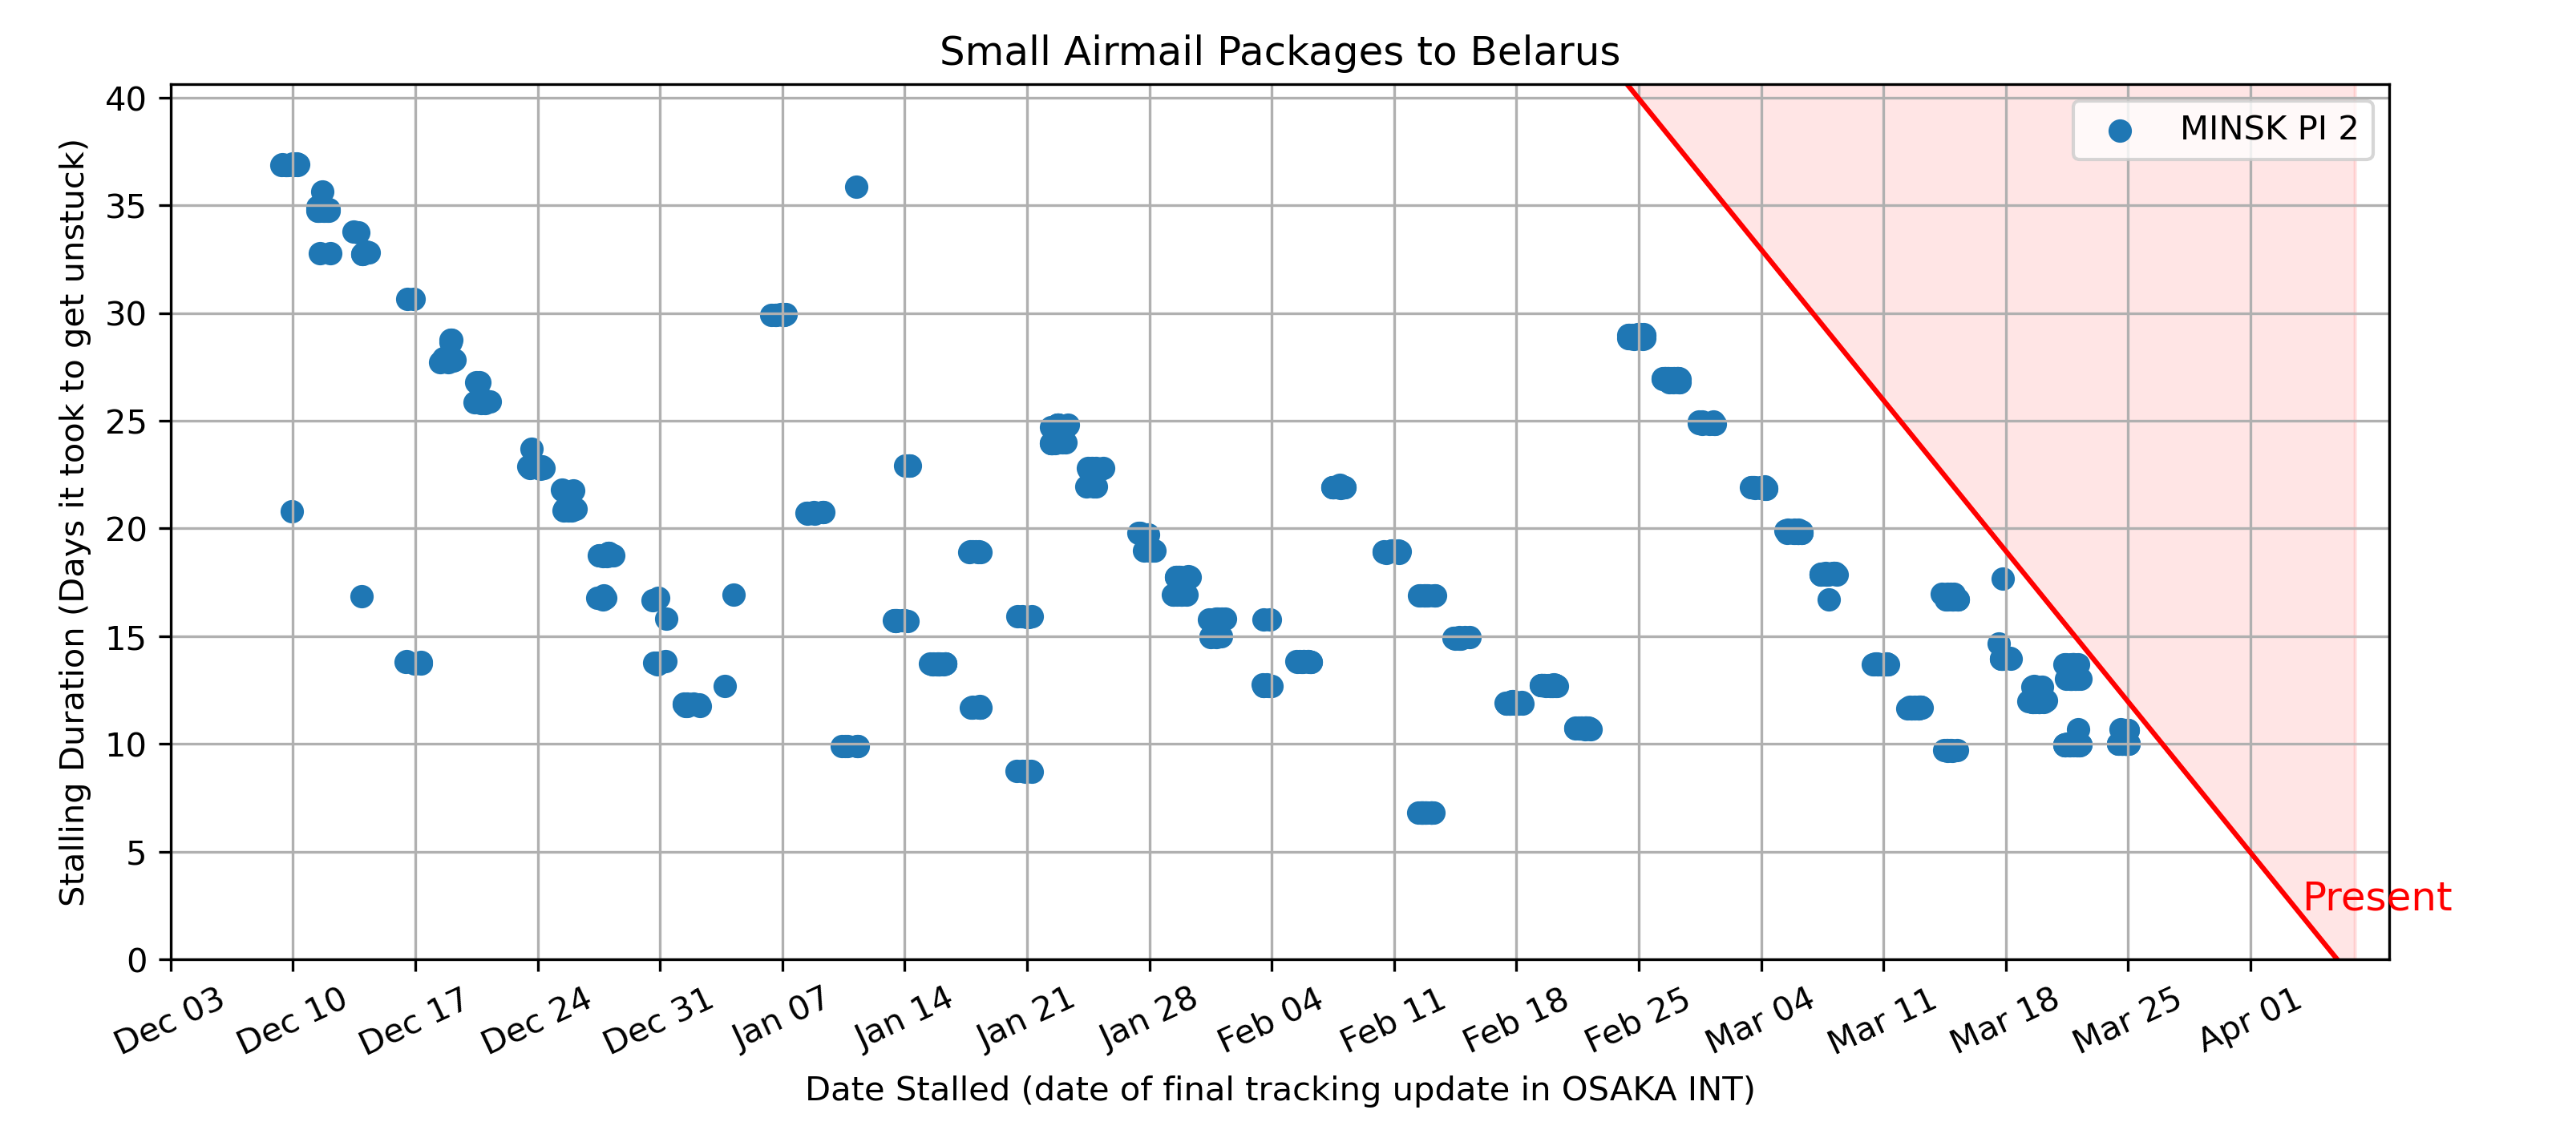 Small Airmail Packages to Belarus
MINSK PI 2
40
35
30
25
20
15
10
5
0
Stalling Duration (Days it took to get unstuck)
Present
Dec 03
Dec 10
Dec 17
Dec 24
Dec 31
Jan 07
Jan 14
Jan 21
Jan 28
Feb 04
Feb 11
Feb 18
Feb 25
Mar 04
Mar 11
Mar 18
Mar 25
Apr 01
Date Stalled (date of final tracking update in OSAKA INT)